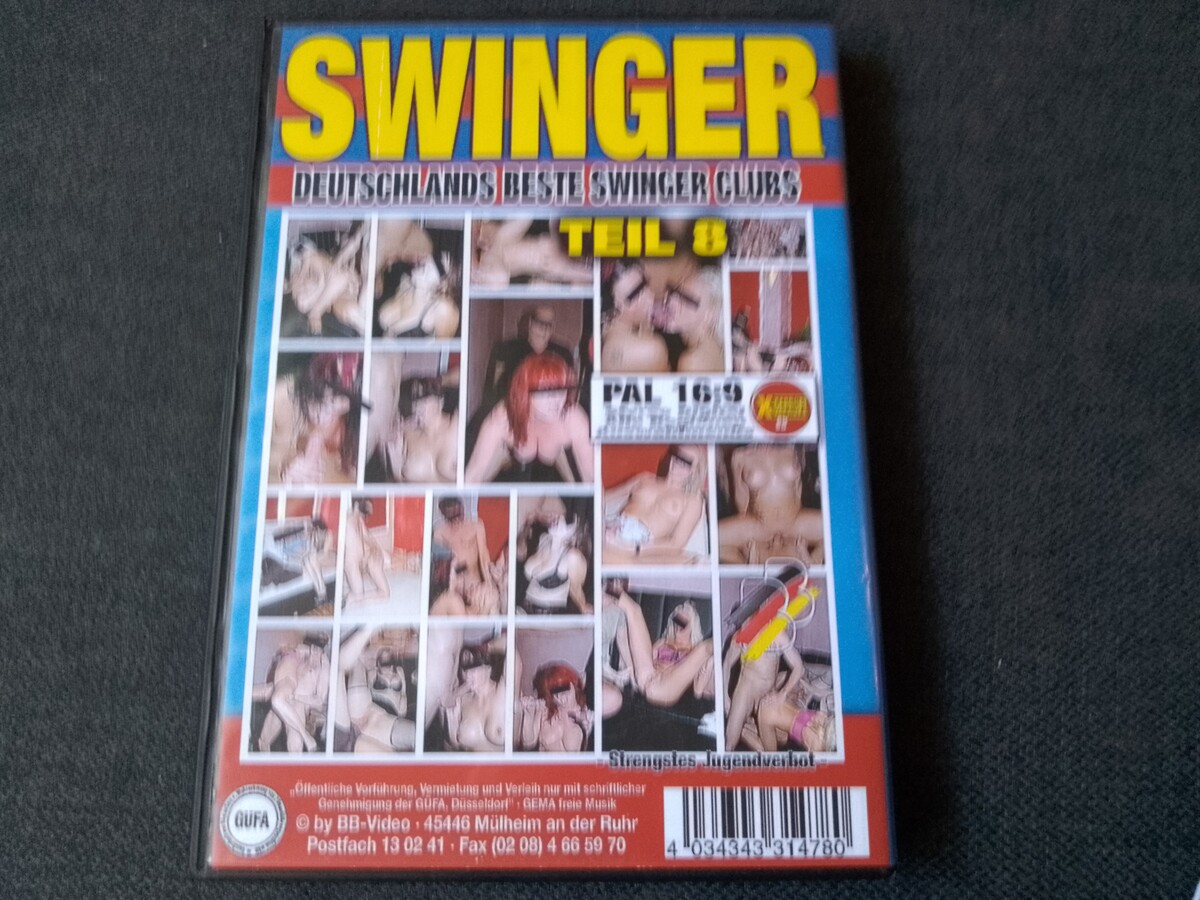 SWINGER
DEUTSCHLANDS BESTE SWINGER CLUBS
TEIL 8
PAL 16:9
- Strengstes Jugendverbot -
„Öffentliche Vorführung, Vermietung und Verleih nur mit schriftlicher
Genehmigung der GÜFA, Düsseldorf" · GEMA freie Musik
© by BB-Video · 45446 Mülheim an der Ruhr
Postfach 13 02 41 · Fax (02 08) 4 66 59 70
GÜFA
4 034343 314780